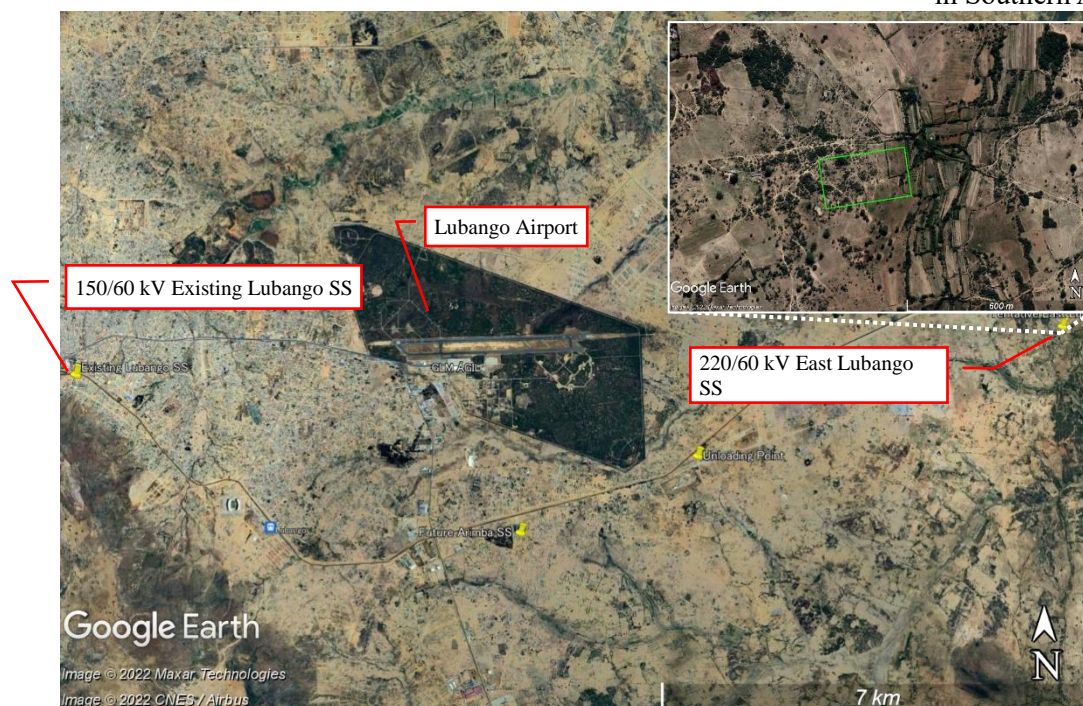 in Southern
Google Earth
600 m
N
Lubango Airport
150/60 kV Existing Lubango SS
220/60 kV East Lubango
SS
Existing Lubango SS
Unloading Point
Future Arimba SS
Google Earth
Image © 2022 Maxar Technologies
Image © 2022 CNES / Airbus
N
7 km